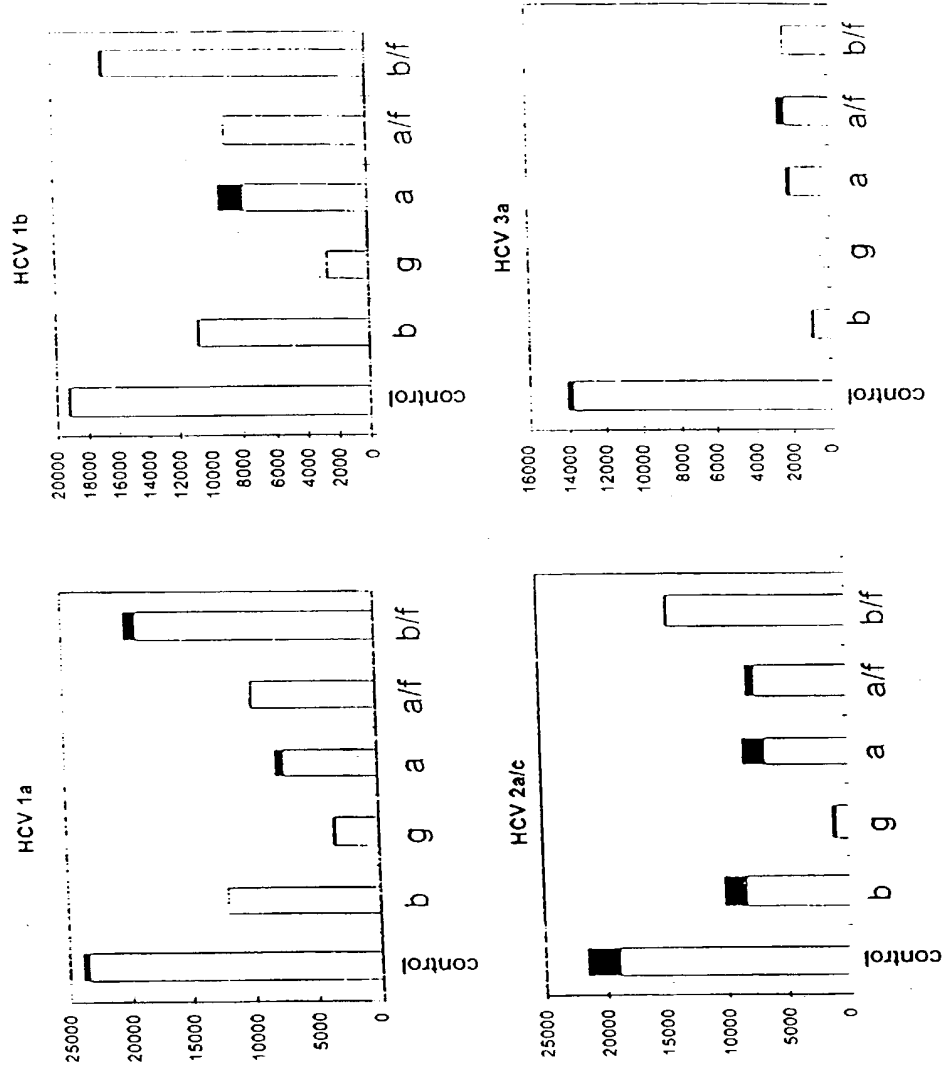 HCV 1a
25000
20000
15000
10000
5000
0
control
b
g
a
a/f
b/f
HCV 1b
20000
18000
16000
14000
12000
10000
8000
6000
4000
2000
0
control
b
g
a
a/f
b/f
HCV 2a/c
25000
20000
15000
10000
5000
0
control
b
g
a
a/f
b/f
HCV 3a
16000
14000
12000
10000
8000
6000
4000
2000
0
control
b
g
a
a/f
b/f